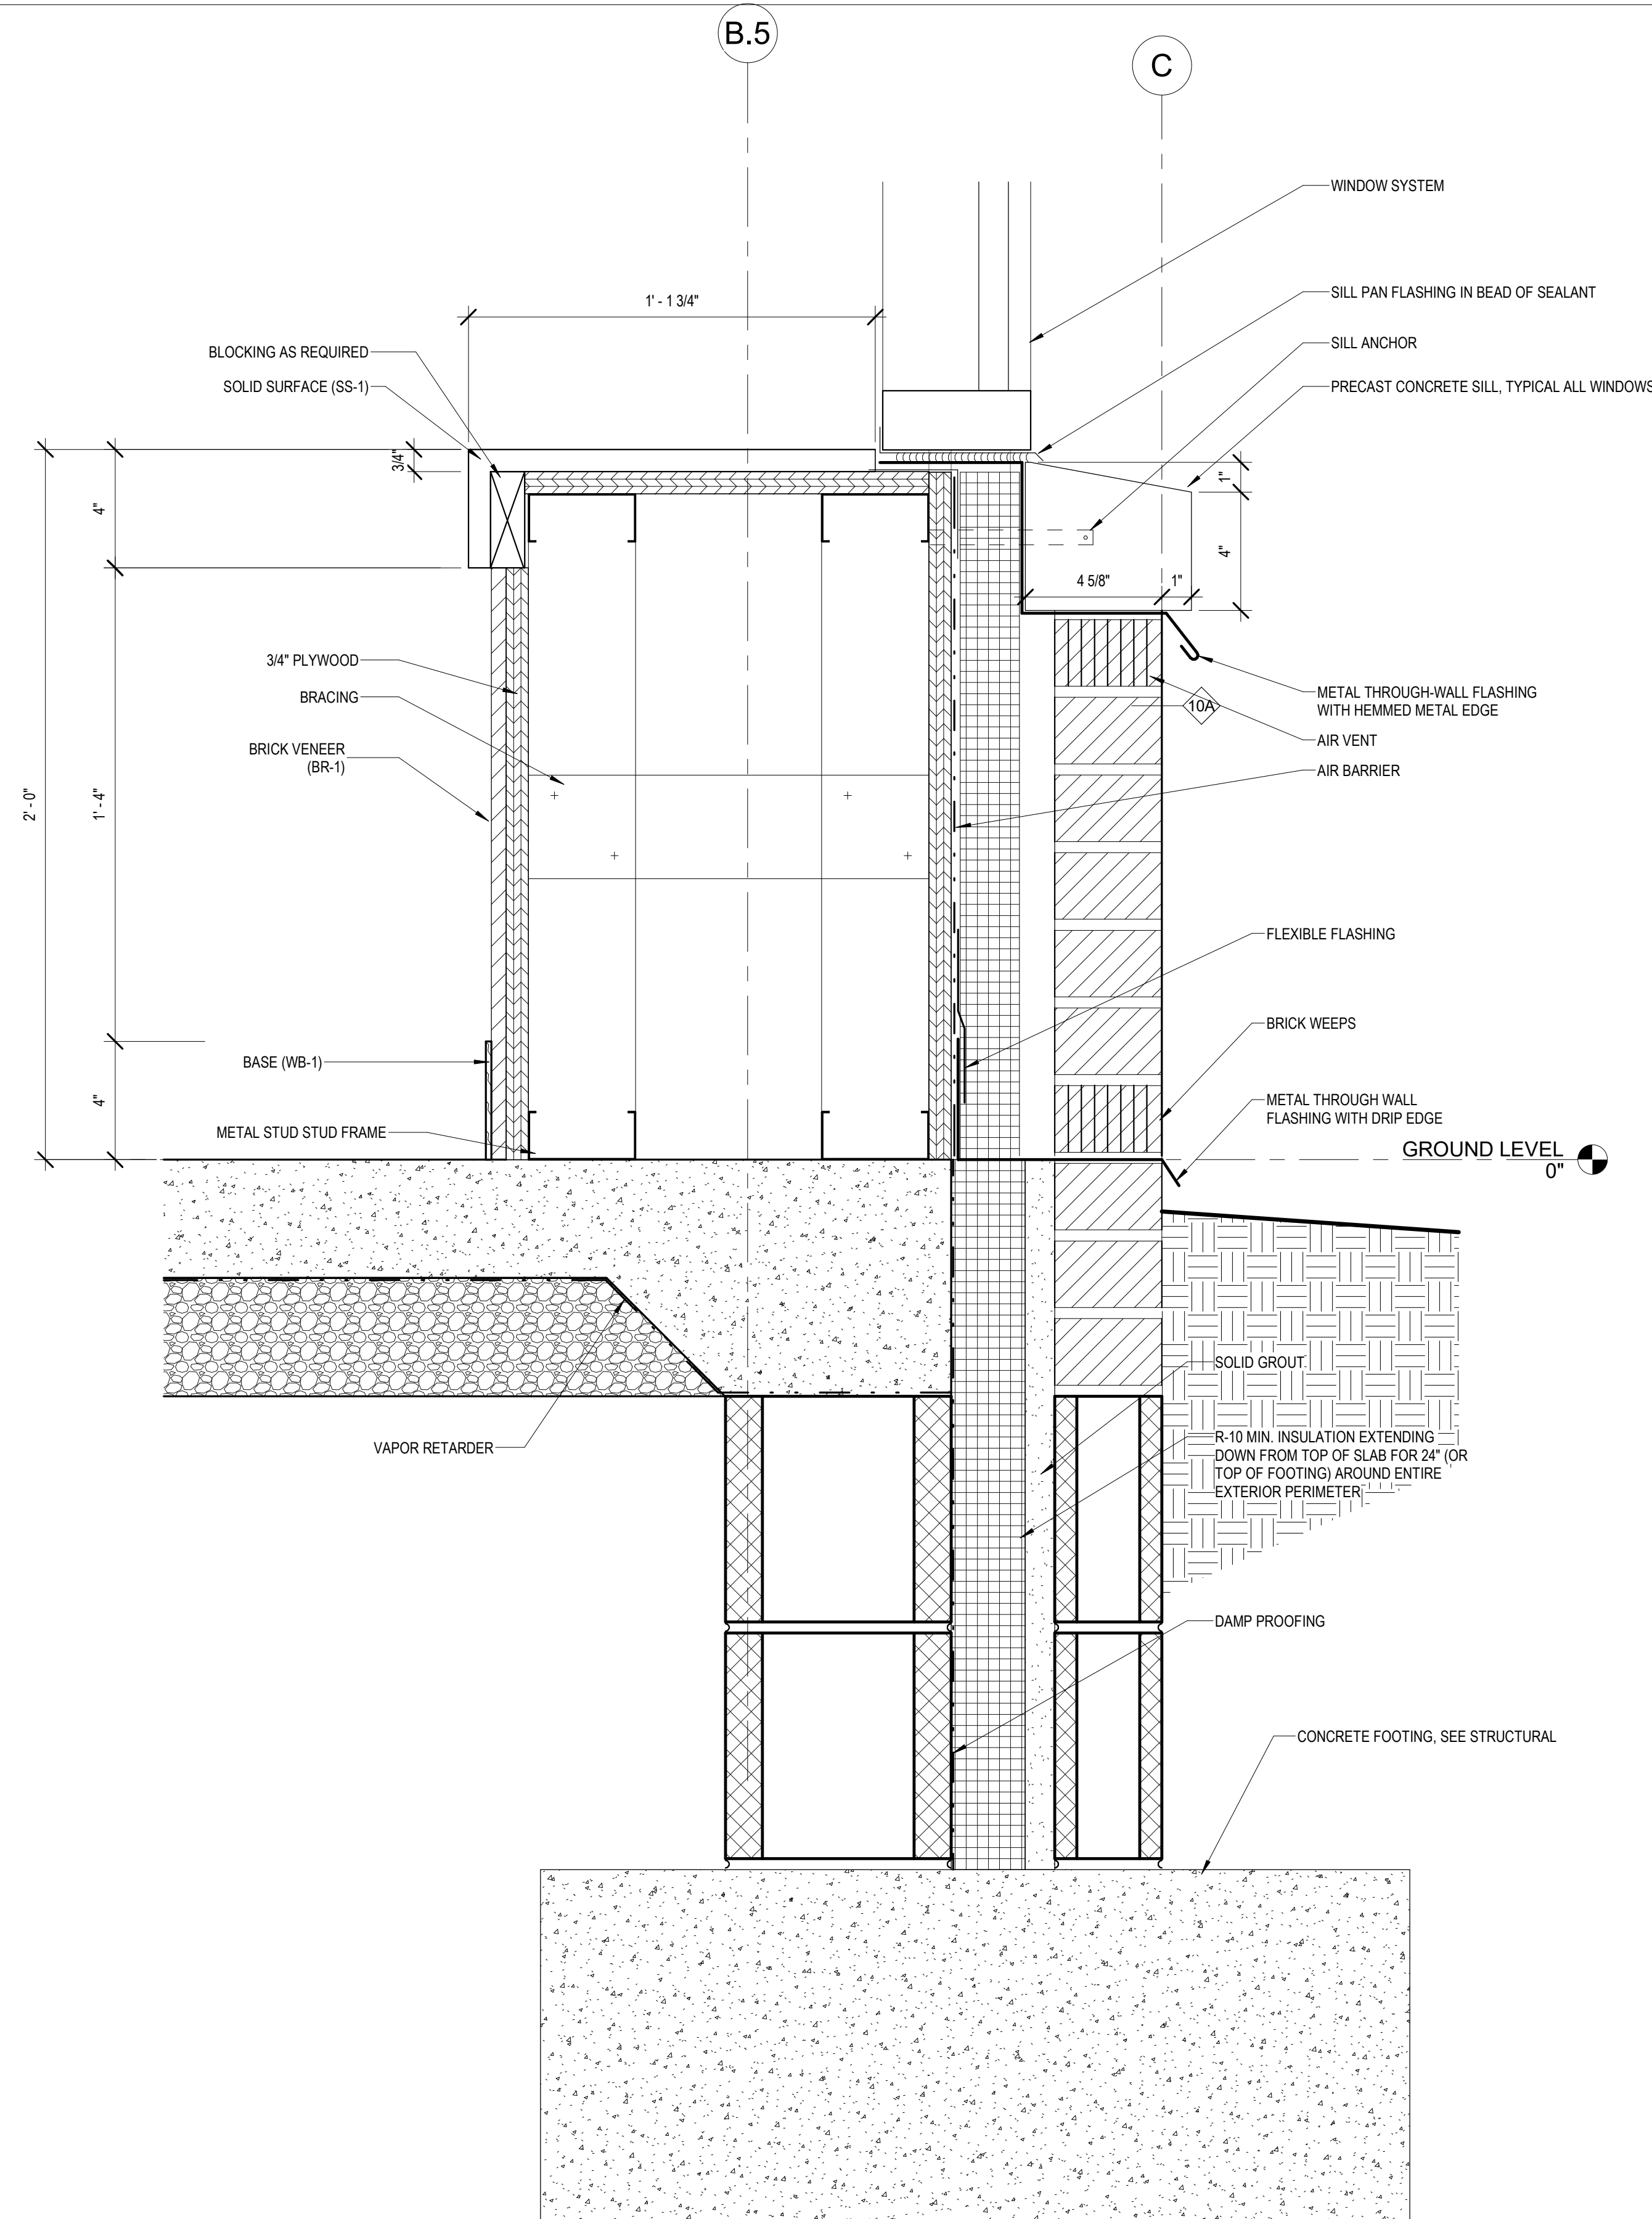 B.5
C
WINDOW SYSTEM
SILL PAN FLASHING IN BEAD OF SEALANT
1' - 1 3/4"
SILL ANCHOR
BLOCKING AS REQUIRED
SOLID SURFACE (SS-1)
PRECAST CONCRETE SILL, TYPICAL ALL WINDOWS
3/4"
1"
4"
4"
4 5/8"
1"
3/4" PLYWOOD
BRACING
METAL THROUGH-WALL FLASHING
WITH HEMMED METAL EDGE
10A
BRICK VENEER
(BR-1)
AIR VENT
AIR BARRIER
2' - 0"
1' - 4"
FLEXIBLE FLASHING
BRICK WEEPS
BASE (WB-1)
4"
METAL THROUGH WALL
FLASHING WITH DRIP EDGE
METAL STUD STUD FRAME
GROUND LEVEL
0"
SOLID GROUT
VAPOR RETARDER
R-10 MIN. INSULATION EXTENDING
DOWN FROM TOP OF SLAB FOR 24" (OR
TOP OF FOOTING) AROUND ENTIRE
EXTERIOR PERIMETER
DAMP PROOFING
CONCRETE FOOTING, SEE STRUCTURAL